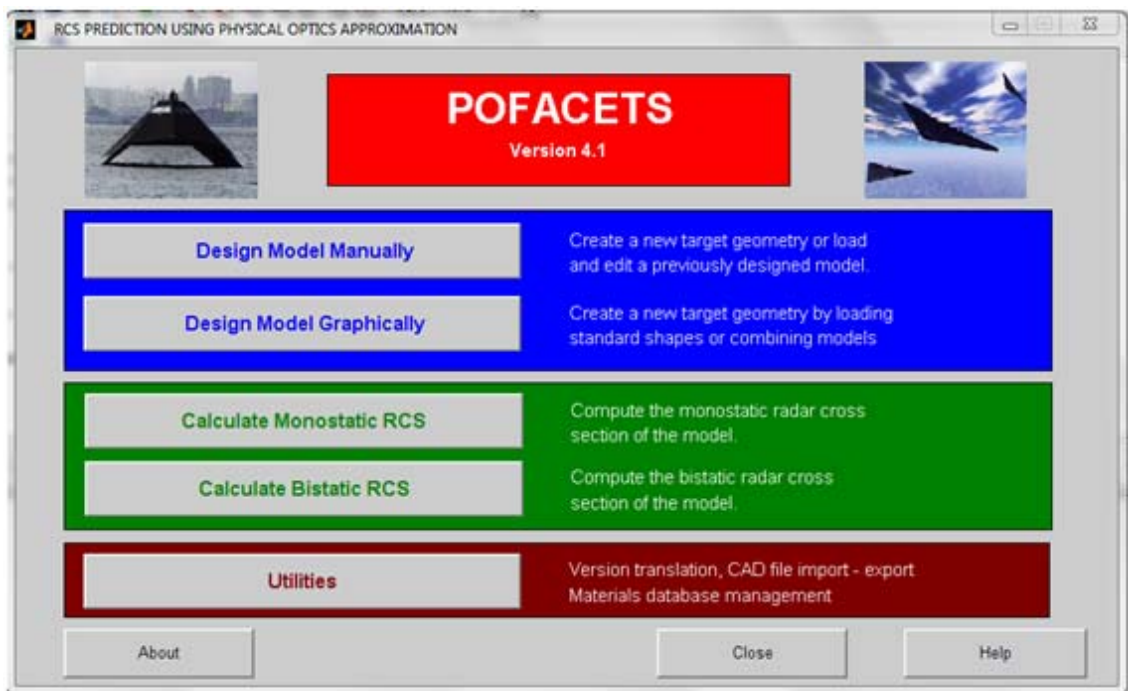 RCS PREDICTION USING PHYSICAL OPTICS APPROXIMATION
POFACETS
Version 4.1
Design Model Manually
Create a new target geometry or load
and edit a previously designed model.
Design Model Graphically
Create a new target geometry by loading
standard shapes or combining models
Calculate Monostatic RCS
Compute the monostatic radar cross
section of the model.
Calculate Bistatic RCS
Compute the bistatic radar cross
section of the model.
Utilities
Version translation, CAD file import - export
Materials database management
About
Close
Help